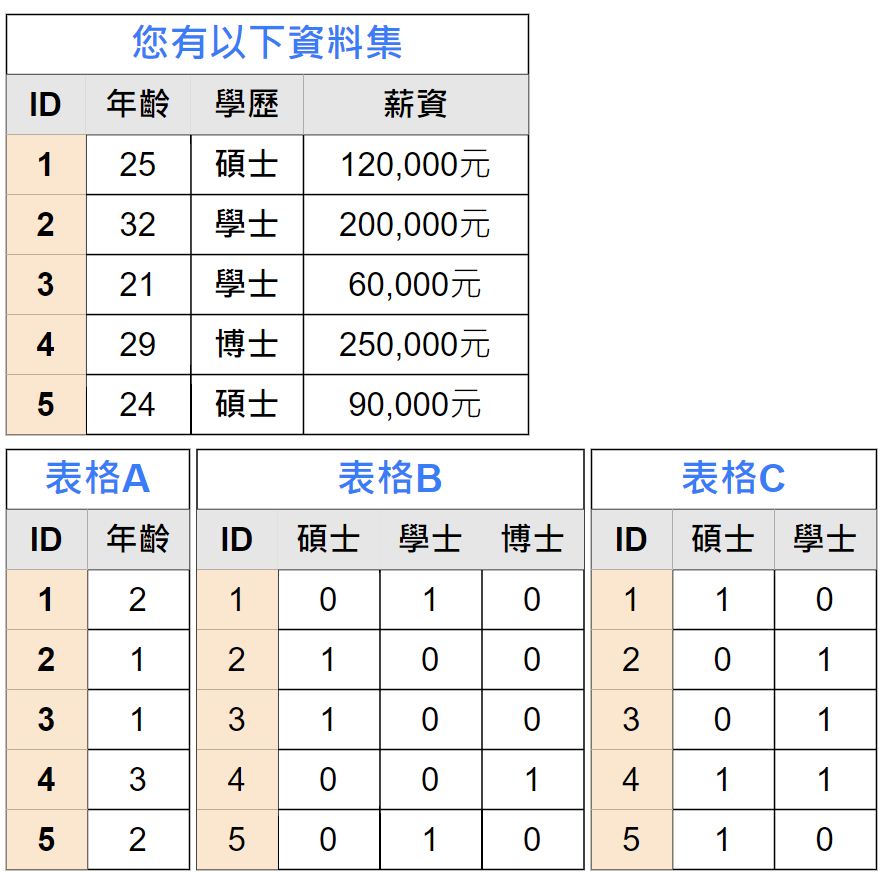 您有以下資料集
ID 年齡 學歷 薪資
1 25 碩士 120,000元
2 32 學士 200,000元
3 21 學士 60,000元
4 29 博士 250,000元
5 24 碩士 90,000元
表格A
ID 年齡
1 2
2 1
3 1
4 3
5 2
表格B
ID 碩士 學士 博士
1 0 1 0
2 1 0 0
3 1 0 0
4 0 0 1
5 0 1 0
表格C
ID 碩士 學士
1 1 0
2 0 1
3 0 1
4 1 1
5 1 0